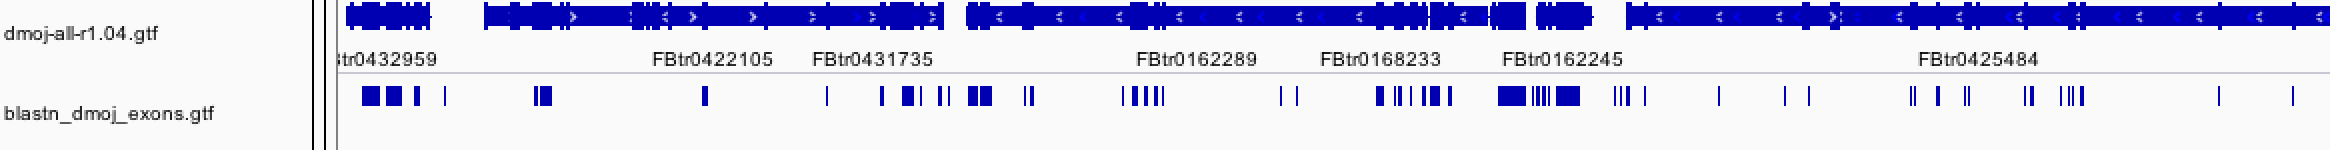 dmoj-all-r1.04.gtf
FBtr0422105 FBtr0431735 FBtr0162289 FBtr0168233 FBtr0162245 FBtr0425484
blastn_dmoj_exons.gtf